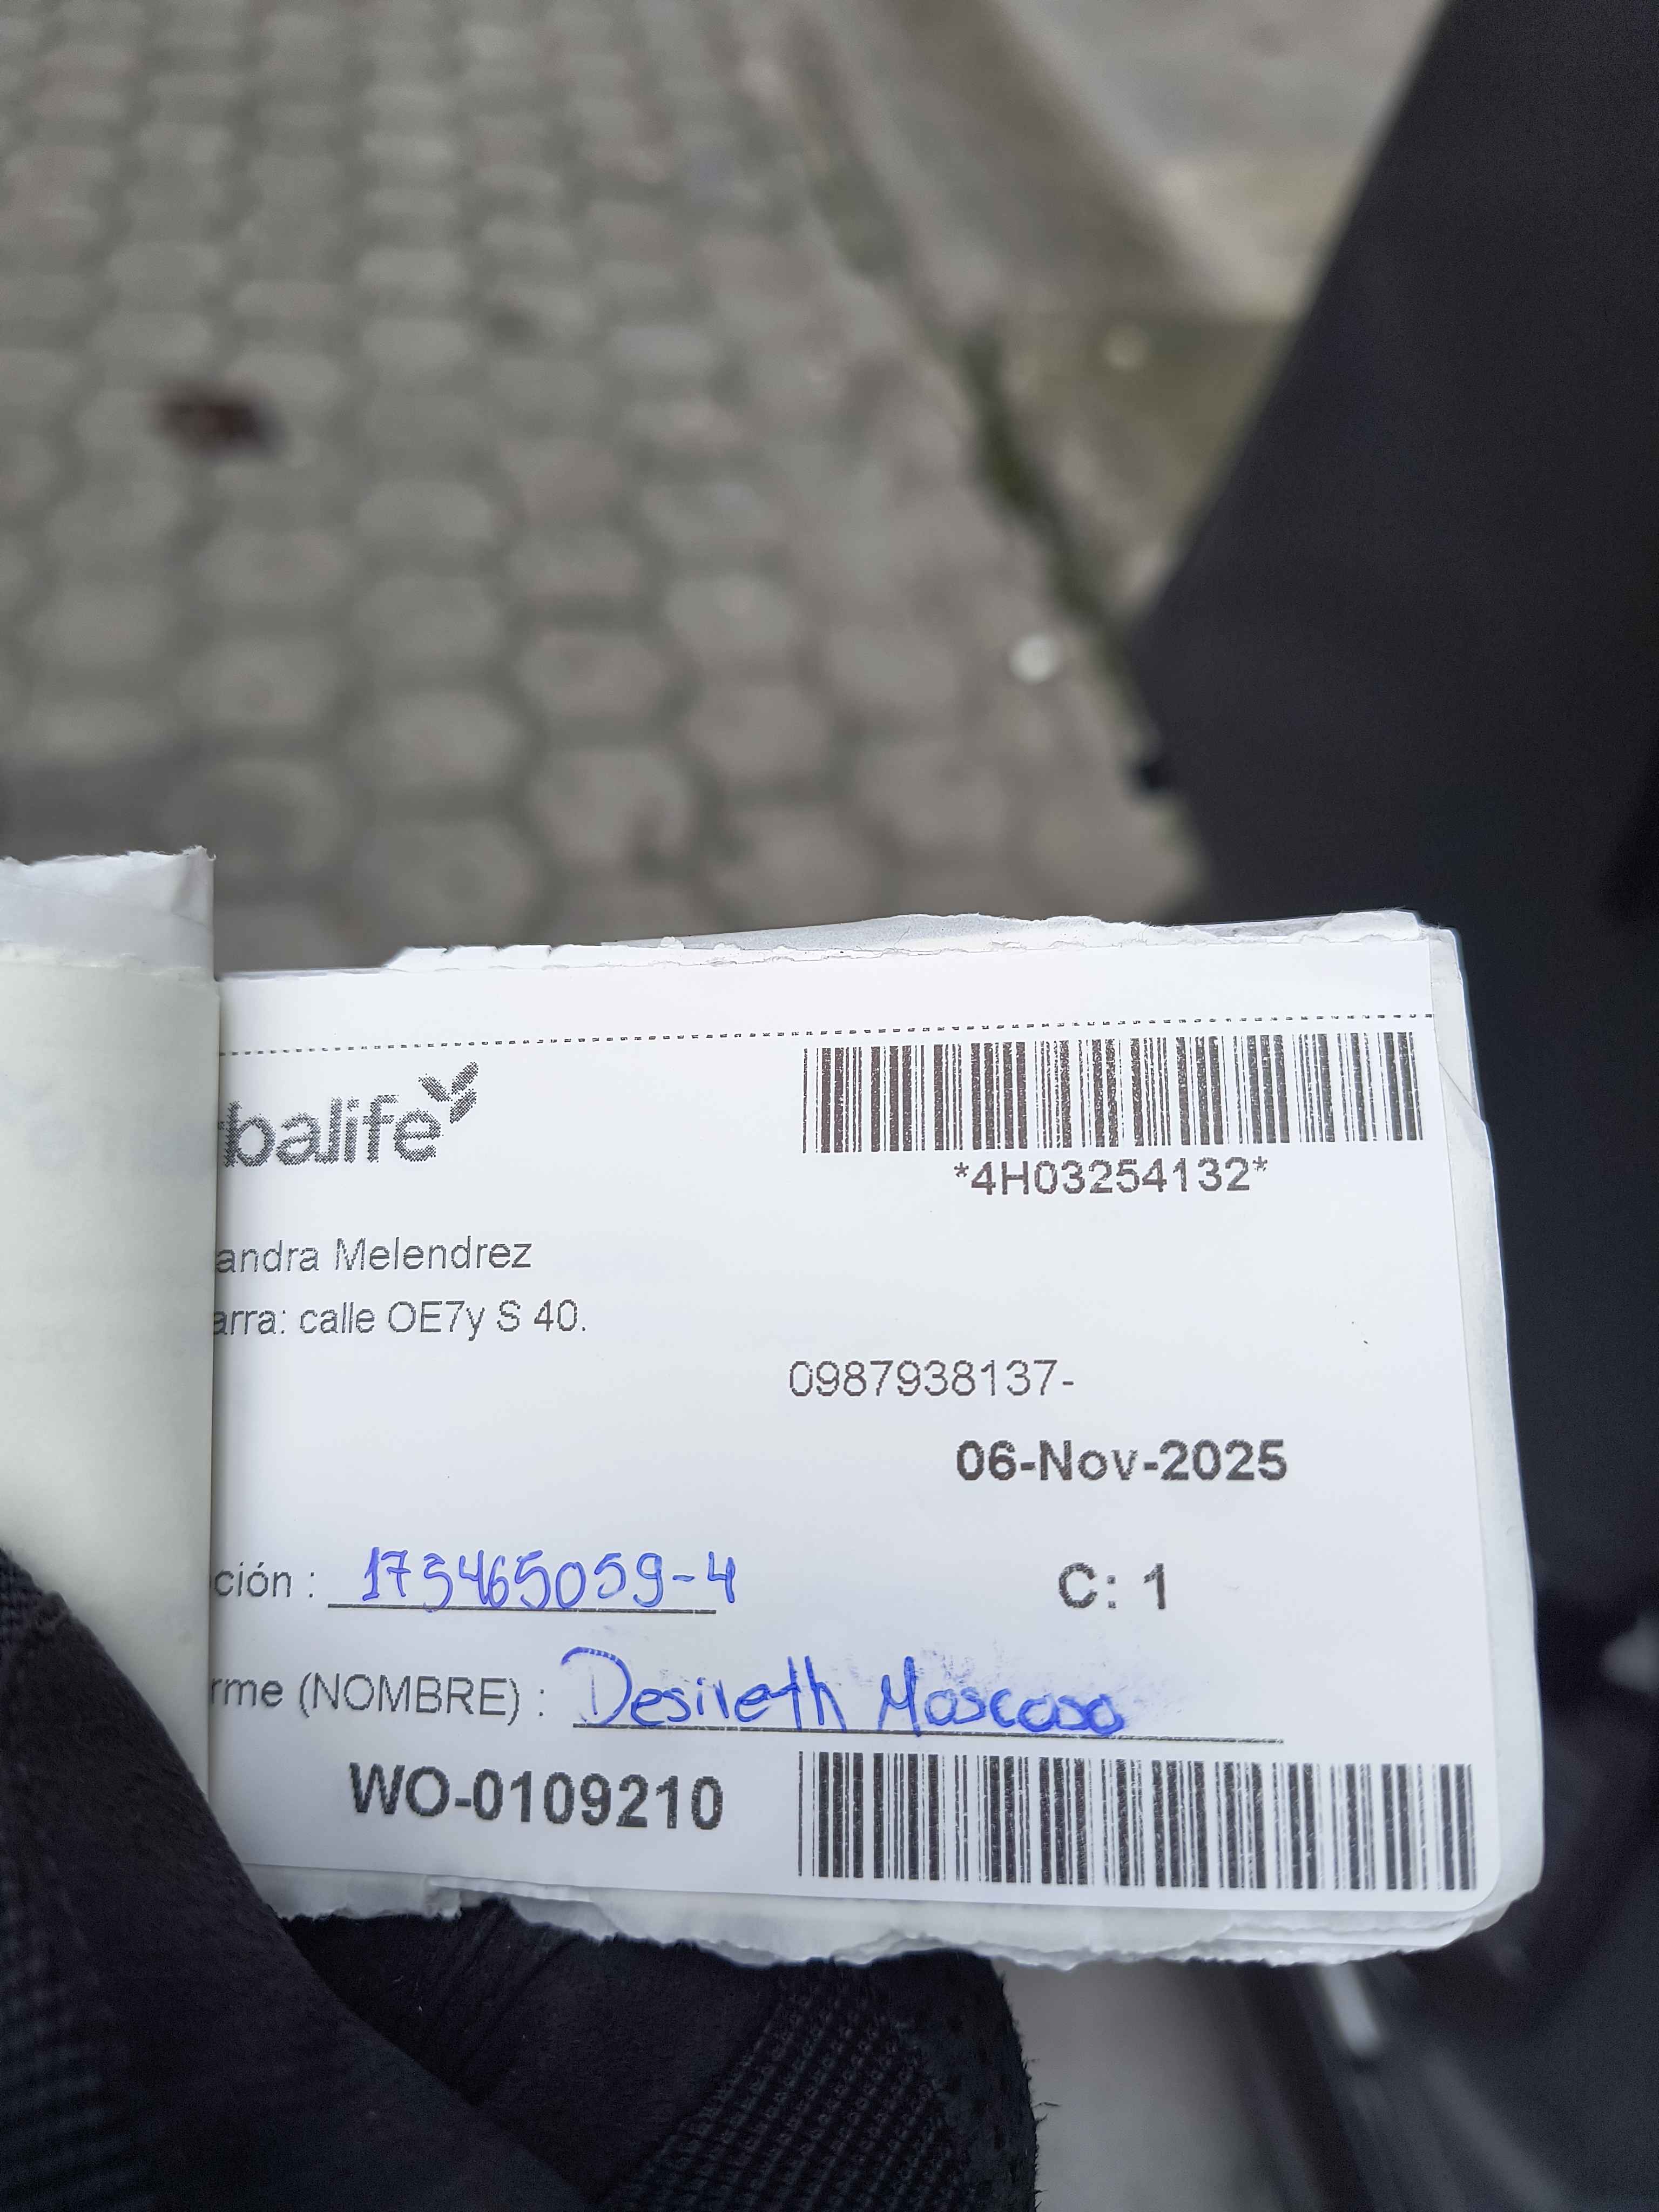 balife
*4H03254132*
andra Melendrez
arra: calle OE7y S 40.
0987938137-
06-Nov-2025
ción : 173465059-4
C: 1
rme (NOMBRE) : Desireth Moscoso
WO-0109210